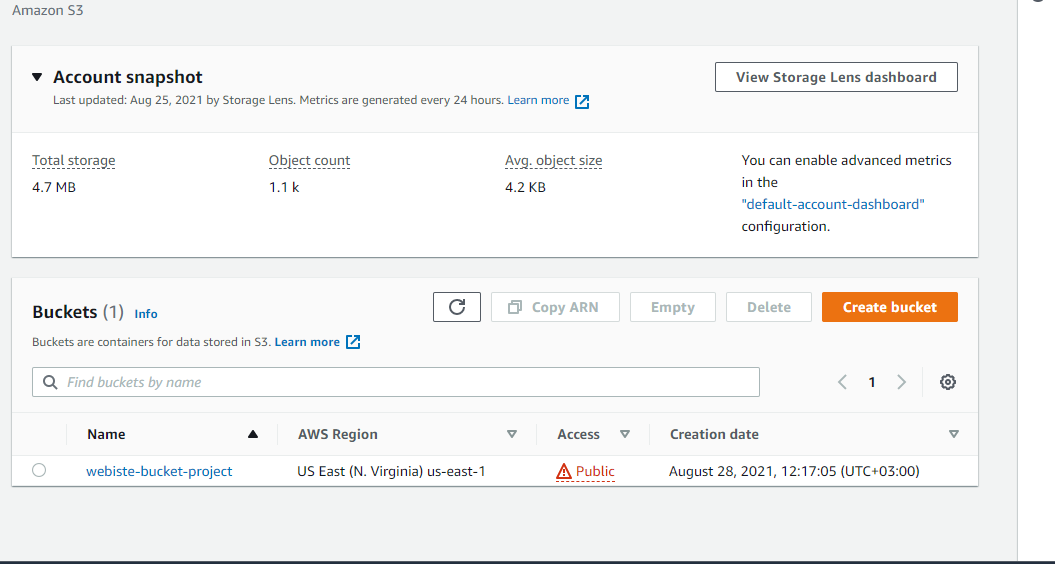 Amazon S3
Account snapshot
View Storage Lens dashboard
Last updated: Aug 25, 2021 by Storage Lens. Metrics are generated every 24 hours. Learn more
Total storage
4.7 MB
Object count
1.1 k
Avg. object size
4.2 KB
You can enable advanced metrics
in the
"default-account-dashboard"
configuration.
Buckets (1) Info
Copy ARN
Empty
Delete
Create bucket
Buckets are containers for data stored in S3. Learn more
Find buckets by name
1
Name AWS Region Access Creation date
webiste-bucket-project US East (N. Virginia) us-east-1 Public August 28, 2021, 12:17:05 (UTC+03:00)